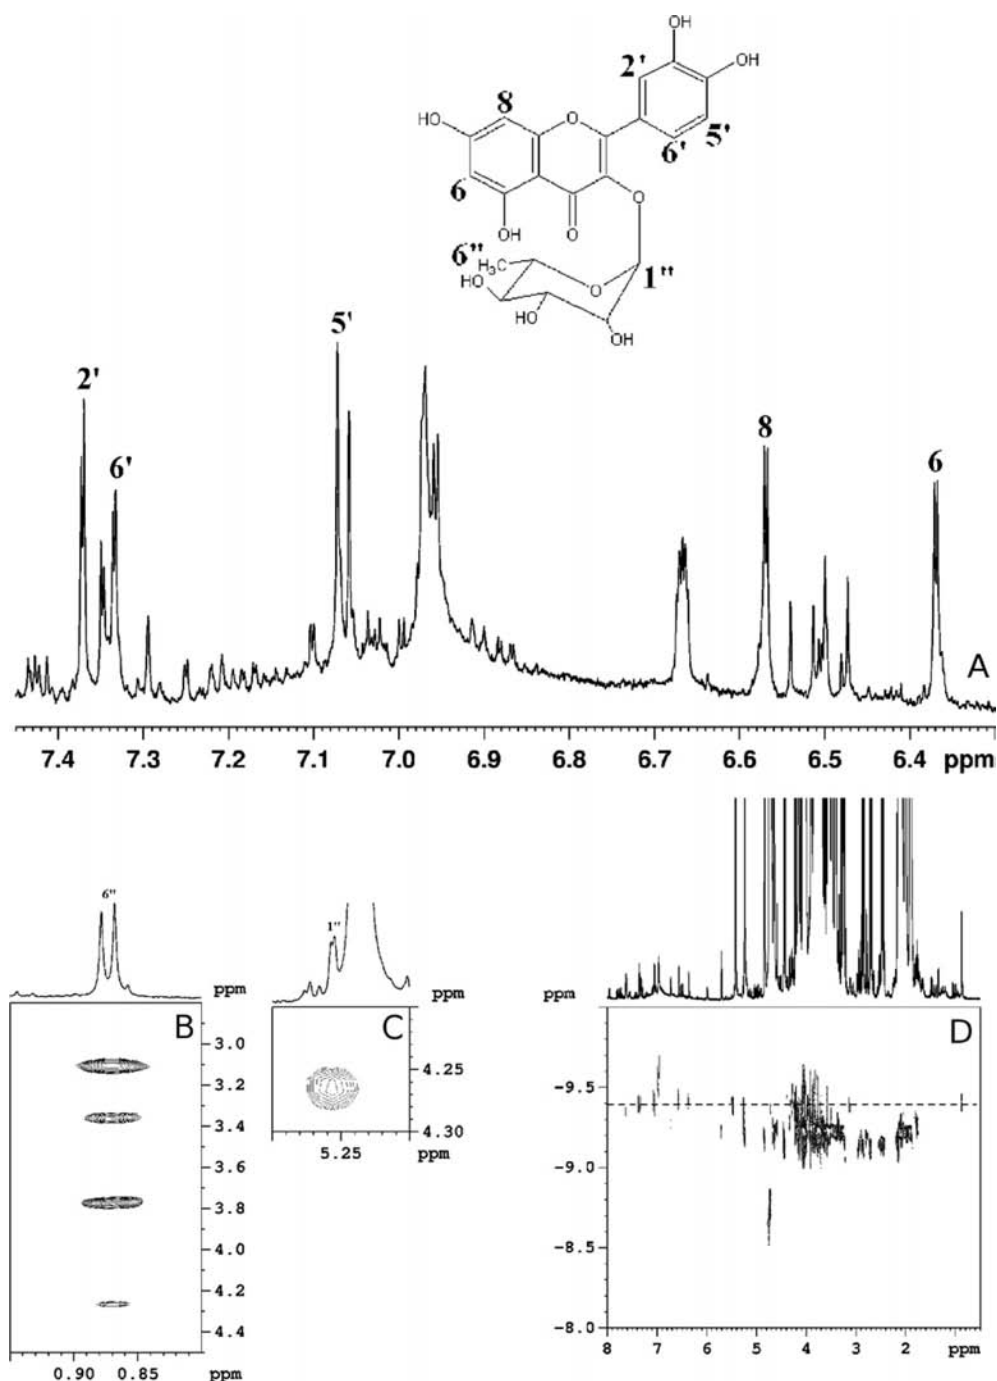 OH
2'
OH
8
HO
O
6'
5'
6
O
OH
O
6"
H₃C
1"
HO
O
HO
OH
5'
2'
6'
8
6
A
7.4 7.3 7.2 7.1 7.0 6.9 6.8 6.7 6.6 6.5 6.4 ppm
6"
1"
ppm
ppm
ppm
B
C
D
3.0
3.2
3.4
3.6
3.8
4.0
4.2
4.4
0.90 0.85 ppm
4.25
4.30
5.25 ppm
-9.5
-9.0
-8.5
-8.0
8 7 6 5 4 3 2 ppm